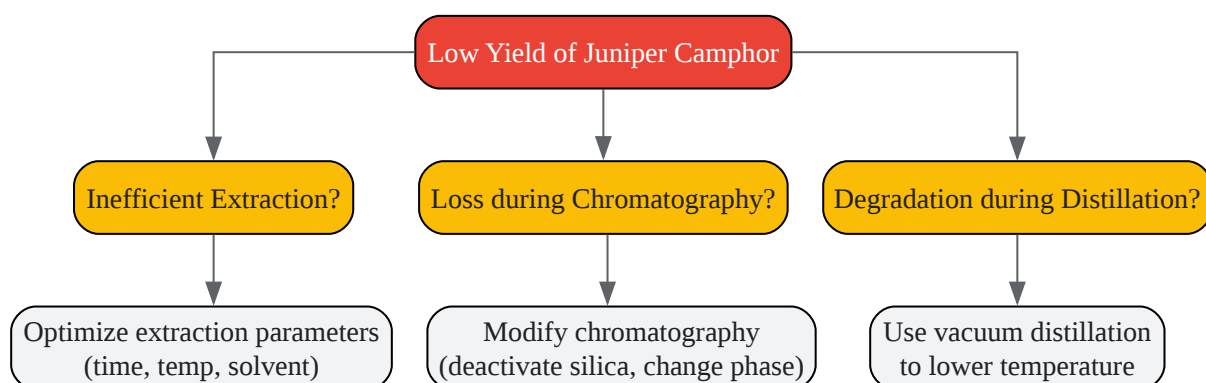 Low Yield of Juniper Camphor
Inefficient Extraction?
Loss during Chromatography?
Degradation during Distillation?
Optimize extraction parameters
(time, temp, solvent)
Modify chromatography
(deactivate silica, change phase)
Use vacuum distillation
to lower temperature